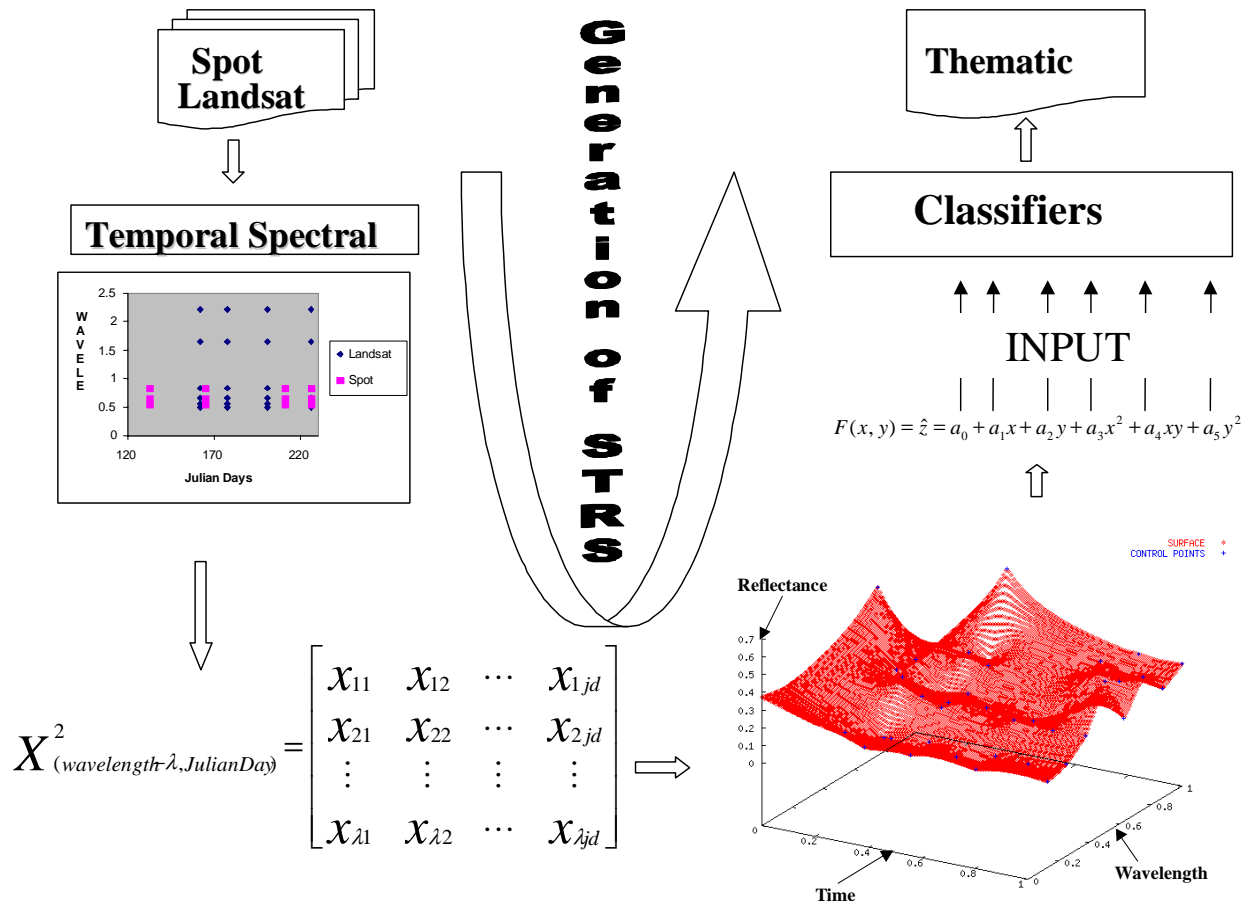 Spot
Landsat
Temporal Spectral
WAVELE
2.5
2
1.5
1
0.5
0
120
170
220
Julian Days
Landsat
Spot
X^2 (wavelength-λ,JulianDay) =
x11 x12 ⋯ x1jd
x21 x22 ⋯ x2jd
⋮ ⋮ ⋮ ⋮
xλ1 xλ2 ⋯ xλjd
Generation of STRS
Thematic
Classifiers
INPUT
F(x, y) = ẑ = a0 + a1x + a2y + a3x² + a4xy + a5y²
SURFACE
CONTROL POINTS
Reflectance
0.7
0.6
0.5
0.4
0.3
0.2
0.1
0
0
0.2
0.4
0.6
0.8
1
0
0.2
0.4
0.6
0.8
1
Time
Wavelength